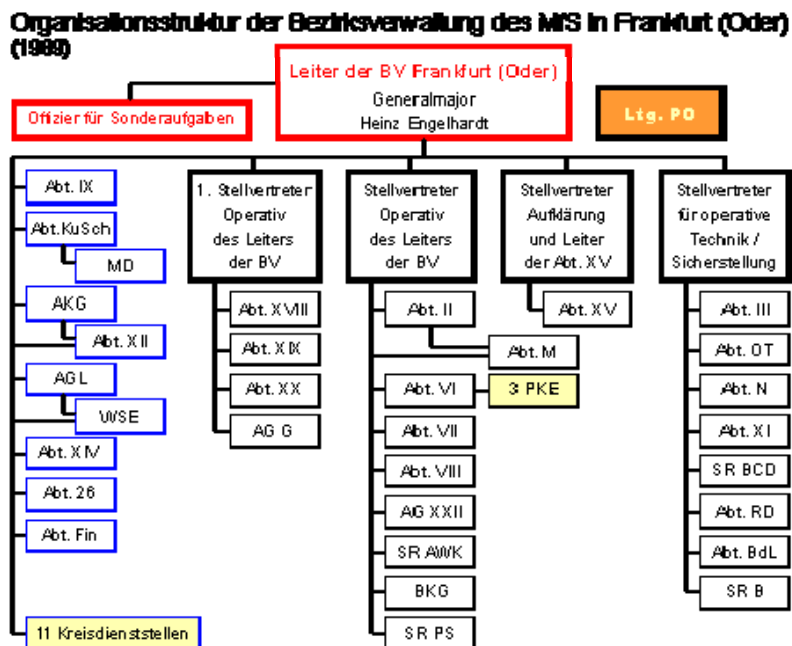 Organisationsstruktur der Bezirksverwaltung des MfS in Frankfurt (Oder)
(1989)
Leiter der BV Frankfurt (Oder)
Generalmajor
Heinz Engelhardt
Offizier für Sonderaufgaben
Ltg. PO
Abt. IX
Abt.KuSch
MD
AKG
Abt. XII
AGL
WSE
Abt. XIV
Abt. 26
Abt. Fin
11 Kreisdienststellen
1. Stellvertreter
Operativ
des Leiters
der BV
Abt. XVIII
Abt. XIX
Abt. XX
AG G
Stellvertreter
Operativ
des Leiters
der BV
Abt. II
Abt. M
Abt. VI
3 PKE
Abt. VII
Abt. VIII
AG XXII
SR AWK
BKG
SR PS
Stellvertreter
Aufklärung
und Leiter
der Abt. XV
Abt. XV
Stellvertreter
für operative
Technik /
Sicherstellung
Abt. III
Abt. OT
Abt. N
Abt. XI
SR BCD
Abt. RD
Abt. BdL
SR B